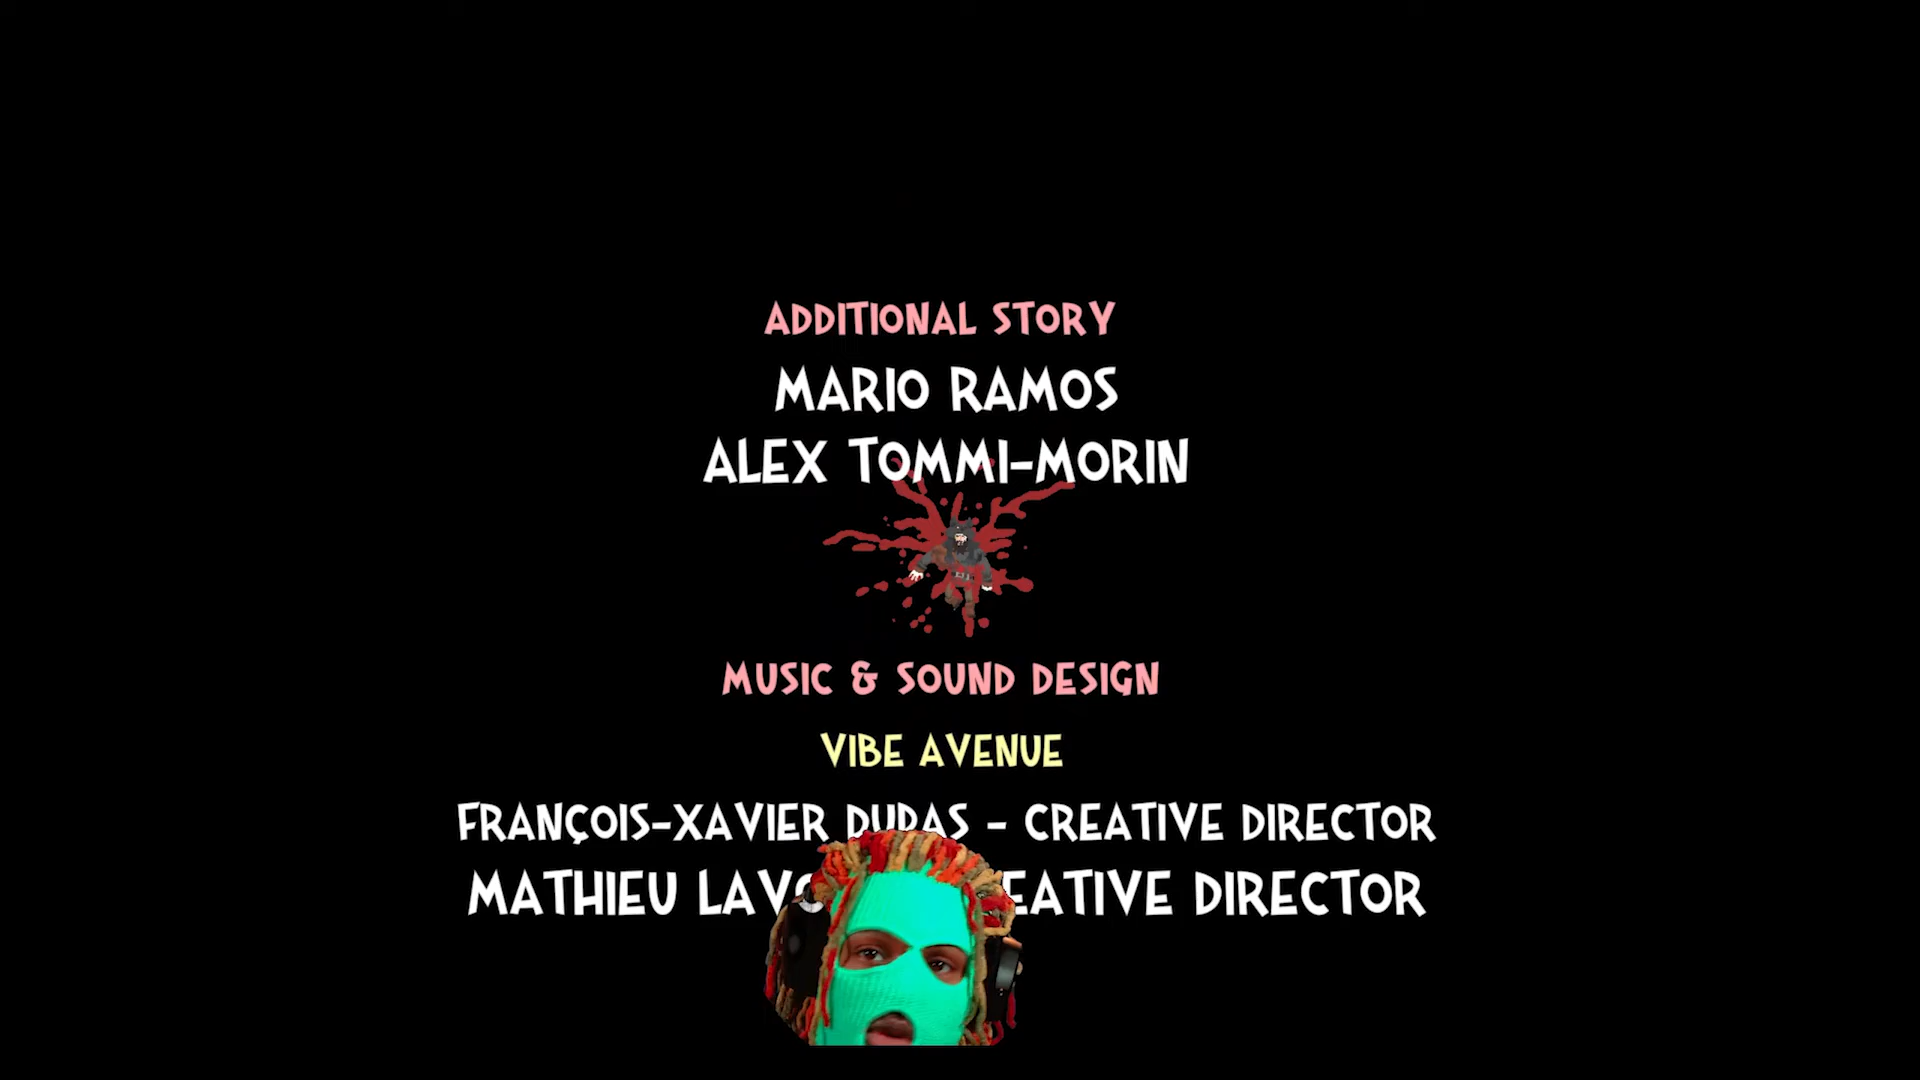 ADDITIONAL STORY
MARIO RAMOS
ALEX TOMMI-MORIN
MUSIC & SOUND DESIGN
VIBE AVENUE
FRANÇOIS-XAVIER DUPAS - CREATIVE DIRECTOR
MATHIEU DIRECTOR